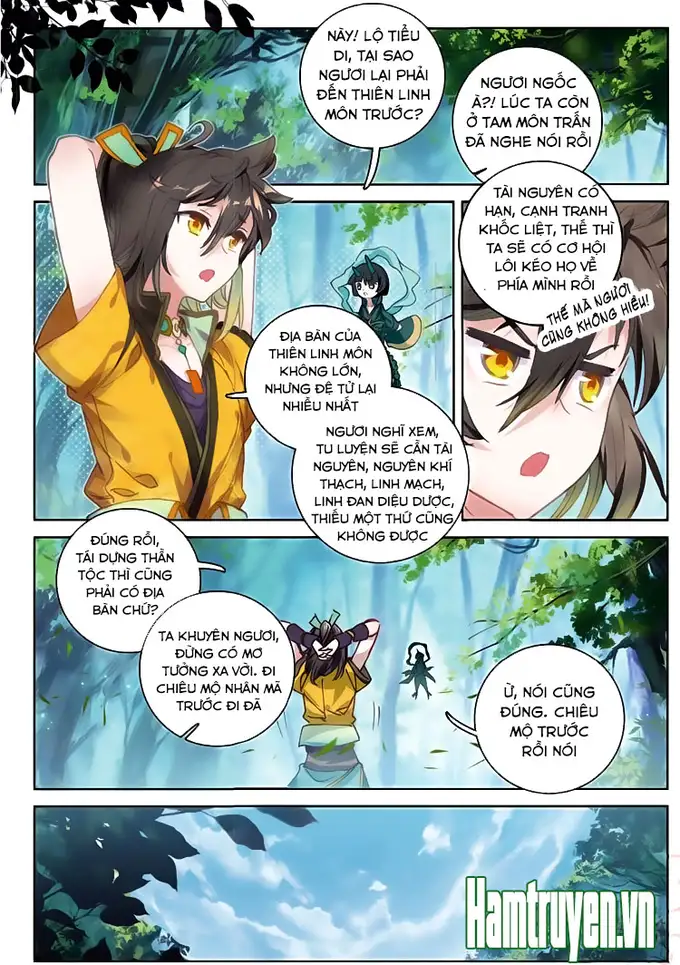 NÀY! LỘ TIỂU
DI, TẠI SAO
NGƯƠI LẠI PHẢI
ĐẾN THIÊN LINH
MÔN TRƯỚC?
NGƯƠI NGỐC
À?! LÚC TA CÒN
Ở TAM MÔN TRẤN
ĐÃ NGHE NÓI RỒI
ĐỊA BÀN CỦA
THIÊN LINH MÔN
KHÔNG LỚN,
NHƯNG ĐỆ TỬ LẠI
NHIỀU NHẤT
NGƯƠI NGHĨ XEM,
TU LUYỆN SẼ CẦN TÀI
NGUYÊN, NGUYÊN KHÍ
THẠCH, LINH MẠCH,
LINH ĐAN DIỆU DƯỢC,
THIẾU MỘT THỨ CŨNG
KHÔNG ĐƯỢC
TÀI NGUYÊN CÓ
HẠN, CẠNH TRANH
KHỐC LIỆT, THẾ THÌ
TA SẼ CÓ CƠ HỘI
LÔI KÉO HỌ VỀ
PHÍA MÌNH RỒI
THẾ MÀ NGƯƠI
CŨNG KHÔNG HIỂU!
ĐÚNG RỒI,
TÁI DỰNG THẦN
TỘC THÌ CŨNG
PHẢI CÓ ĐỊA
BÀN CHỨ?
TA KHUYÊN NGƯƠI,
ĐỪNG CÓ MƠ
TƯỞNG XA VỜI. ĐI
CHIÊU MỘ NHÂN MÃ
TRƯỚC ĐI ĐÃ
Ừ, NÓI CŨNG
ĐÚNG. CHIÊU
MỘ TRƯỚC
RỒI NÓI
Hamtruyen.vn